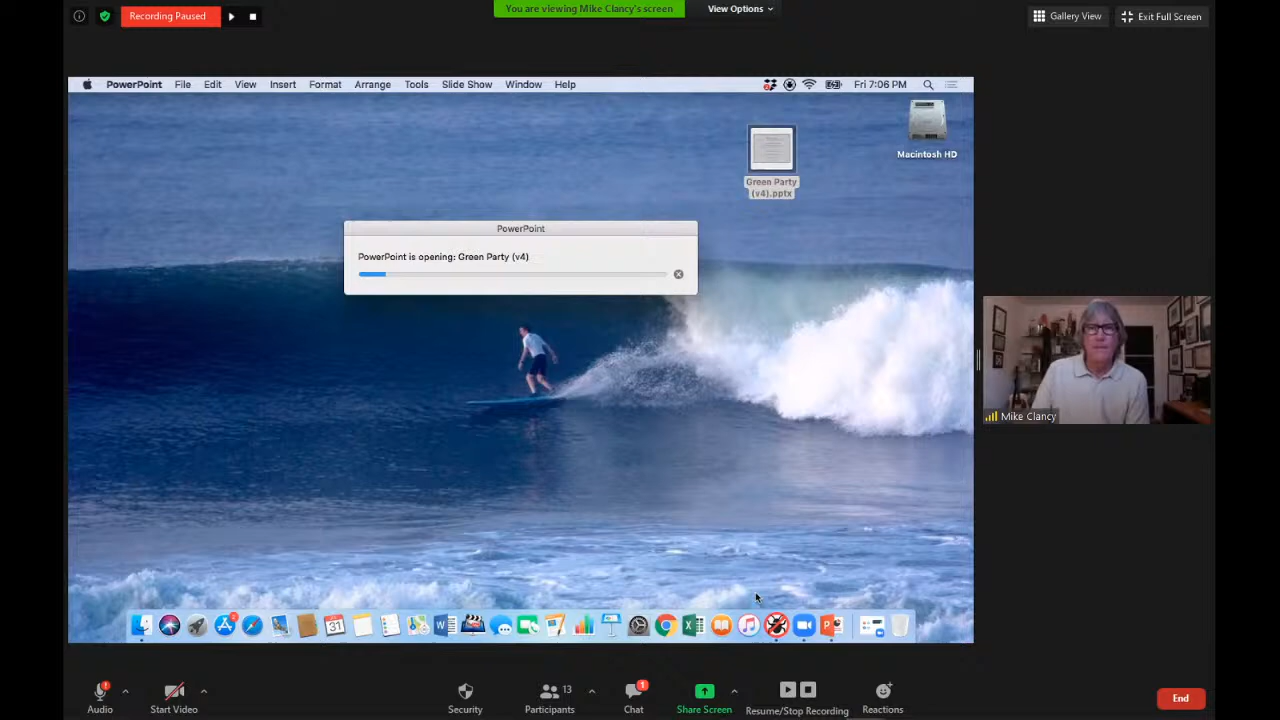 Recording Paused
You are viewing Mike Clancy's screen
View Options
Gallery View
Exit Full Screen
PowerPoint File Edit View Insert Format Arrange Tools Slide Show Window Help
Fri 7:06 PM
Macintosh HD
Green Party
(v4).pptx
PowerPoint
PowerPoint is opening: Green Party (v4)
Mike Clancy
31
Audio
Start Video
Security
13
Participants
1
Chat
Share Screen
Resume/Stop Recording
Reactions
End